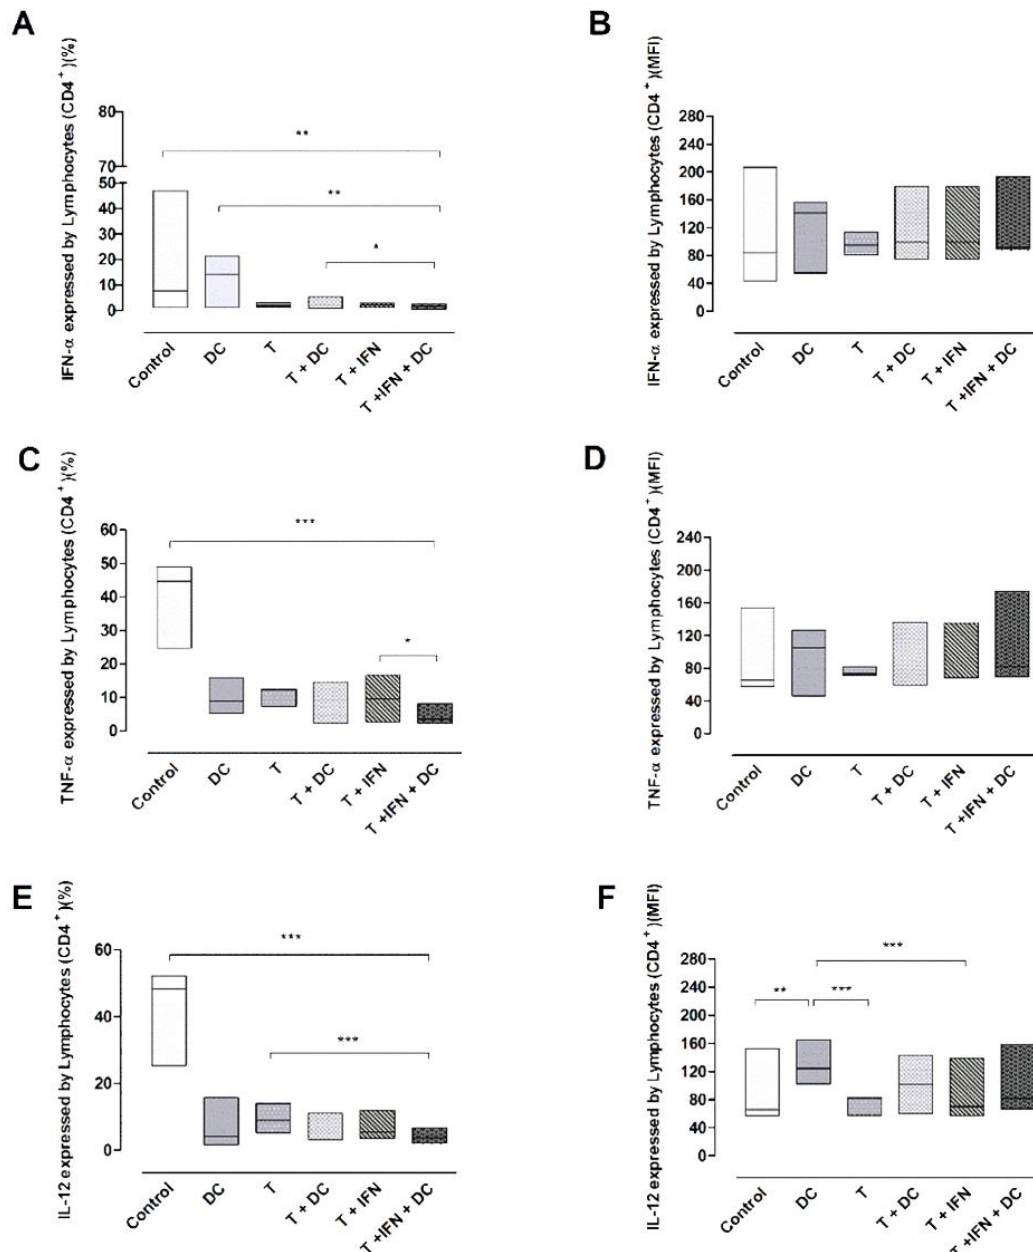 A
IFN-α expressed by Lymphocytes (CD4⁺)(%)
80
70
50
40
30
20
10
0
**
**
*
Control
DC
T
T + DC
T + IFN
T +IFN + DC
B
IFN-α expressed by Lymphocytes (CD4⁺)(MFI)
280
240
200
160
120
80
40
0
Control
DC
T
T + DC
T + IFN
T +IFN + DC
C
TNF-α expressed by Lymphocytes (CD4⁺)(%)
60
50
40
30
20
10
0
***
*
Control
DC
T
T + DC
T + IFN
T +IFN + DC
D
TNF-α expressed by Lymphocytes (CD4⁺)(MFI)
240
200
160
120
80
40
0
Control
DC
T
T + DC
T + IFN
T +IFN + DC
E
IL-12 expressed by Lymphocytes (CD4⁺)(%)
60
40
20
0
***
***
Control
DC
T
T + DC
T + IFN
T +IFN + DC
F
IL-12 expressed by Lymphocytes (CD4⁺)(MFI)
280
240
200
160
120
80
40
0
***
**
***
Control
DC
T
T + DC
T + IFN
T +IFN + DC